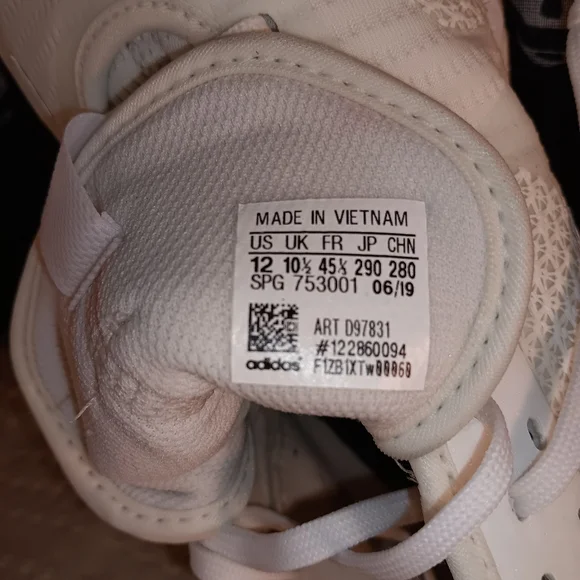 MADE IN VIETNAM
US UK FR JP CHN
12 10½ 45⅓ 290 280
SPG 753001 06/19
ART D97831
#122860094
adidas F1ZB1XTw00060